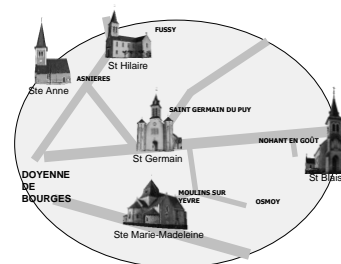 FUSSY
St Hilaire
ASNIERES
Ste Anne
SAINT GERMAIN DU PUY
St Germain
NOHANT EN GOÛT
St Blaise
DOYENNE
DE
BOURGES
MOULINS SUR
YEVRE
OSMOY
Ste Marie-Madeleine